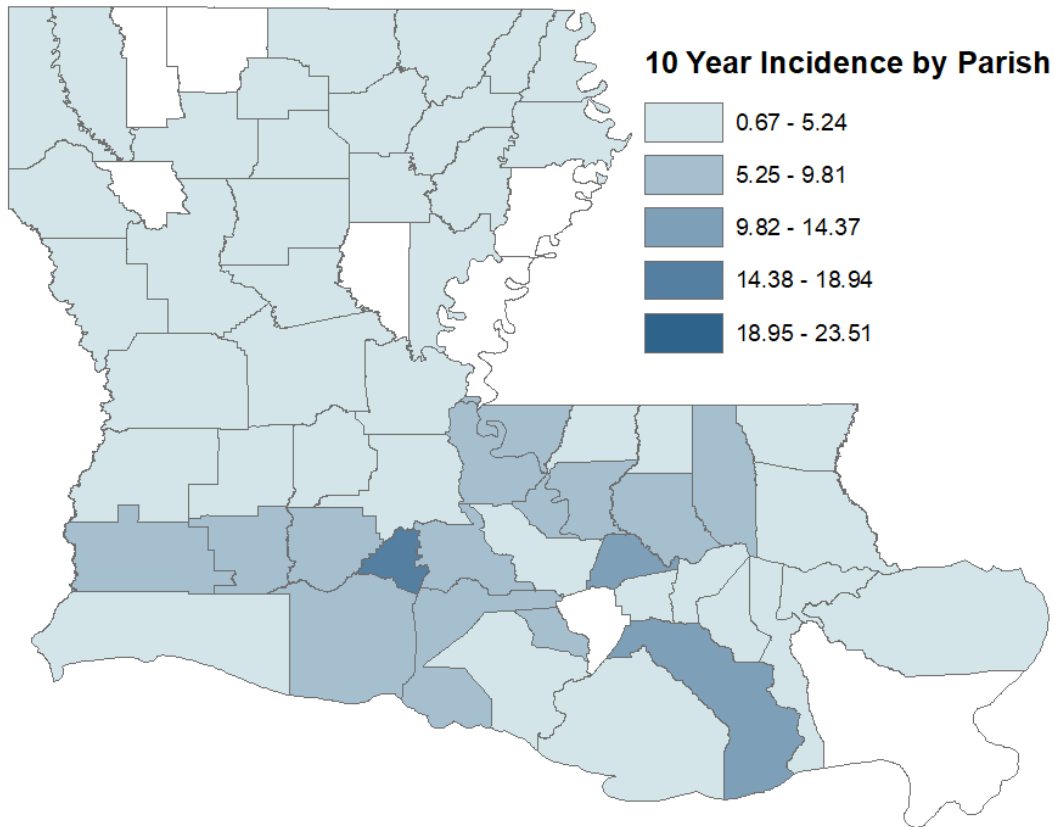 10 Year Incidence by Parish
0.67 - 5.24
5.25 - 9.81
9.82 - 14.37
14.38 - 18.94
18.95 - 23.51